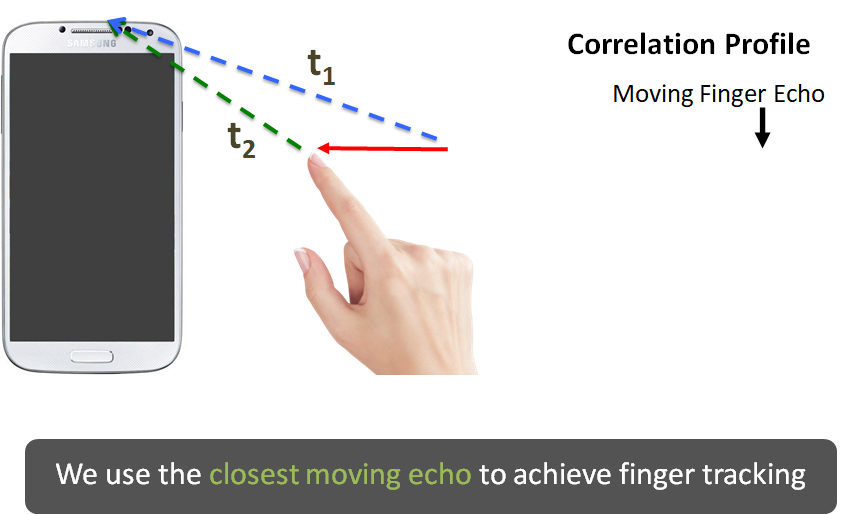 SAMSUNG
t1
t2
Correlation Profile
Moving Finger Echo
We use the closest moving echo to achieve finger tracking